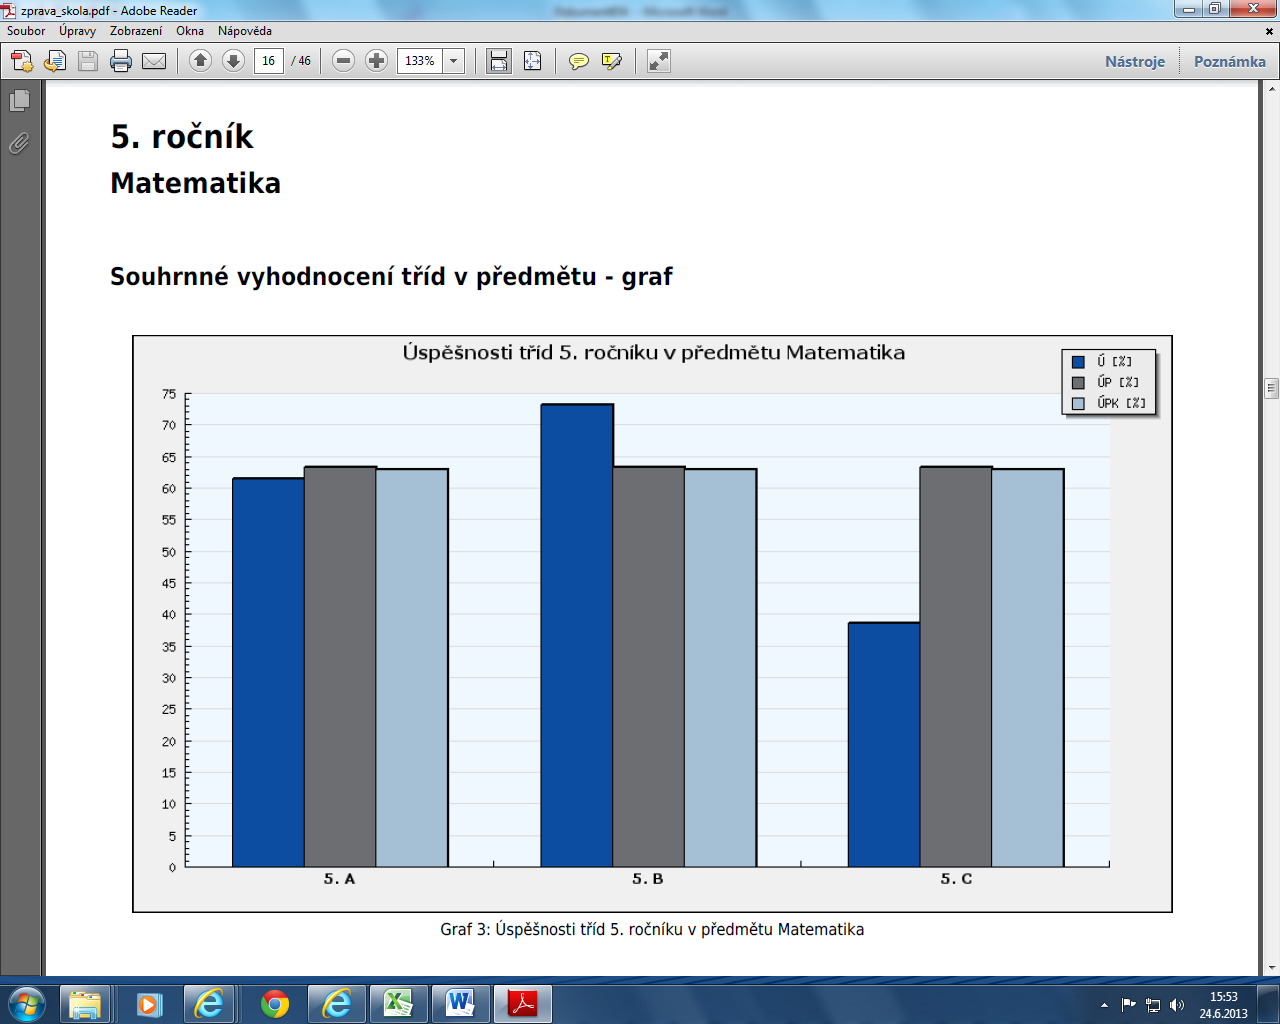 zprava_skola.pdf - Adobe Reader
Soubor Úpravy Zobrazení Okna Nápověda
16 / 46 133% Nástroje Poznámka
5. ročník
Matematika
Souhrnné vyhodnocení tříd v předmětu - graf
Úspěšnosti tříd 5. ročníku v předmětu Matematika
Ú [%]
ÚP [%]
ÚPK [%]
75
70
65
60
55
50
45
40
35
30
25
20
15
10
5
0
5. A 5. B 5. C
Graf 3: Úspěšnosti tříd 5. ročníku v předmětu Matematika
15:53
24.6.2013